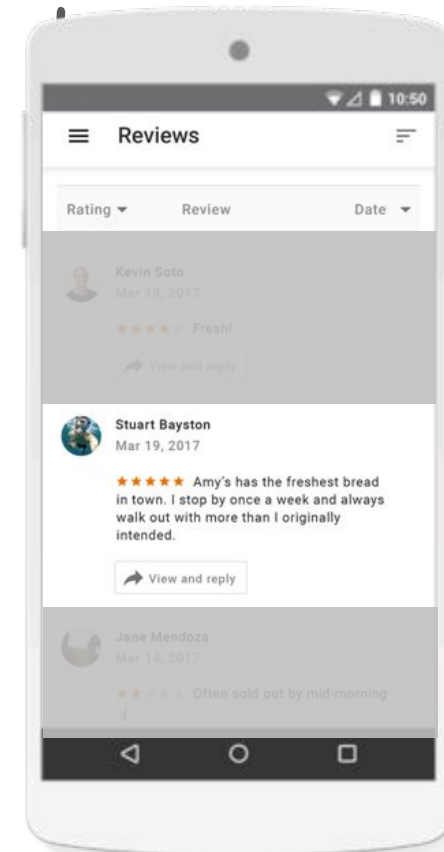 10:50
Reviews
Rating Review Date
Kevin Soto
Mar 19, 2017
Fresh!
View and reply
Stuart Bayston
Mar 19, 2017
Amy's has the freshest bread
in town. I stop by once a week and always
walk out with more than I originally
intended.
View and reply
Jane Mendoza
Mar 14, 2017
Often sold out by mid-morning
:(